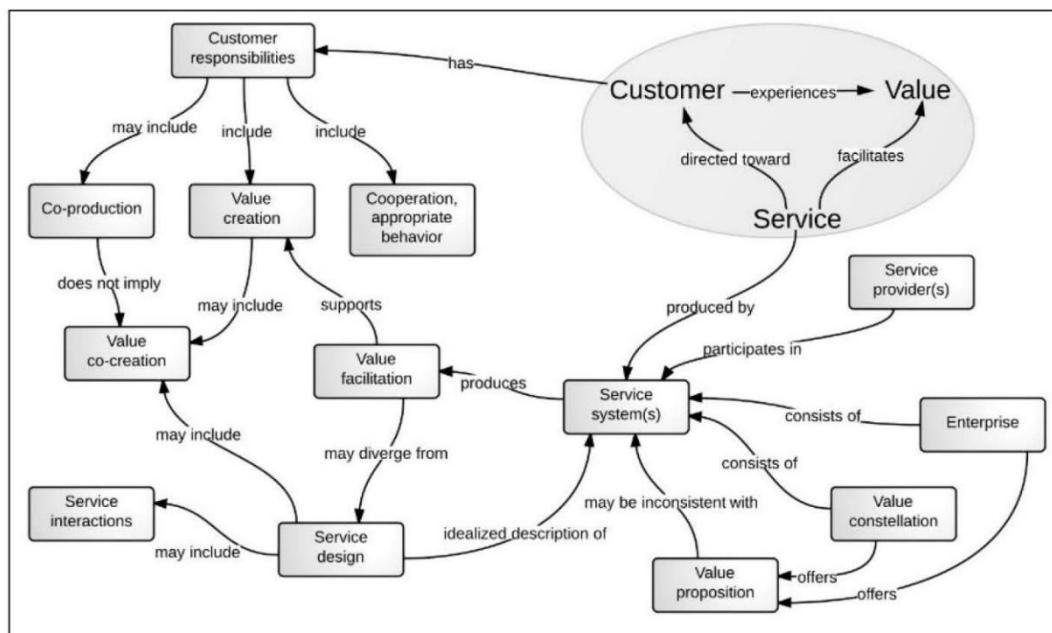 Customer
responsibilities
has
Customer
experiences
Value
may include
include
include
directed toward
facilitates
Co-production
Value
creation
Cooperation,
appropriate
behavior
Service
does not imply
may include
supports
produced by
Service
provider(s)
Value
co-creation
Value
facilitation
produces
participates in
Service
system(s)
consists of
Enterprise
may include
may diverge from
consists of
Service
interactions
may include
Service
design
idealized description of
may be inconsistent with
Value
constellation
Value
proposition
offers
offers